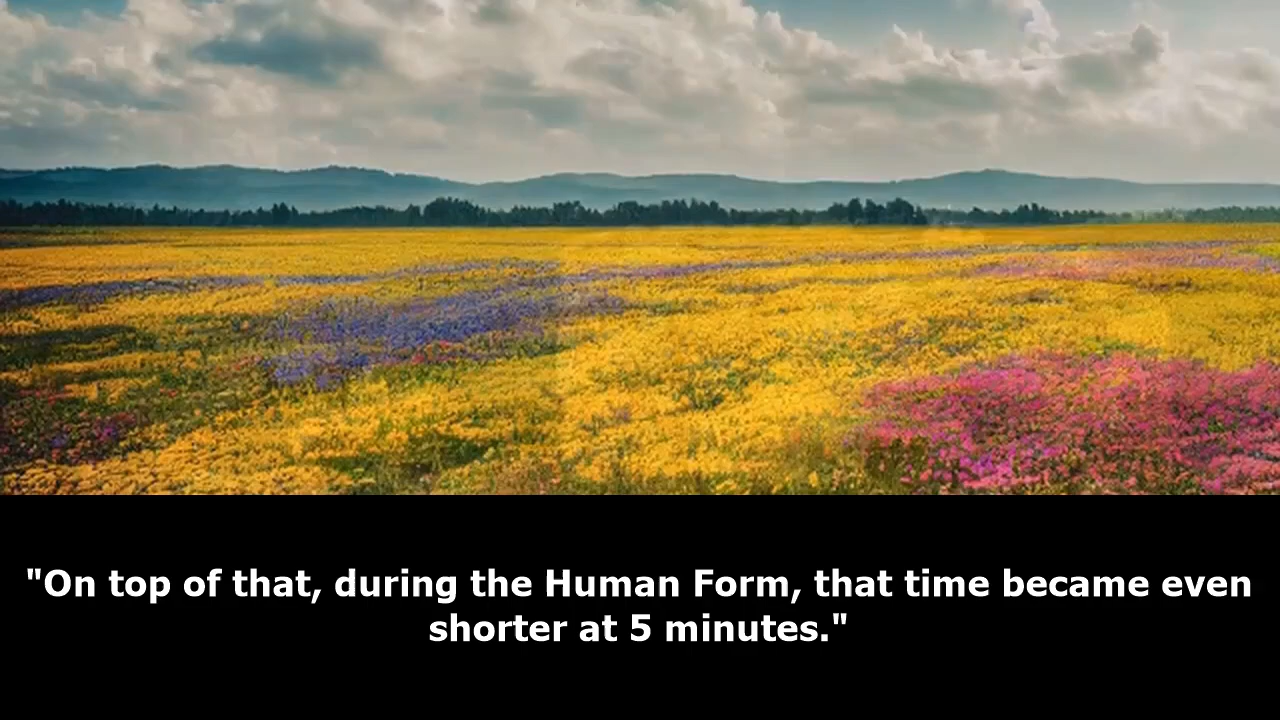 "On top of that, during the Human Form, that time became even
shorter at 5 minutes."